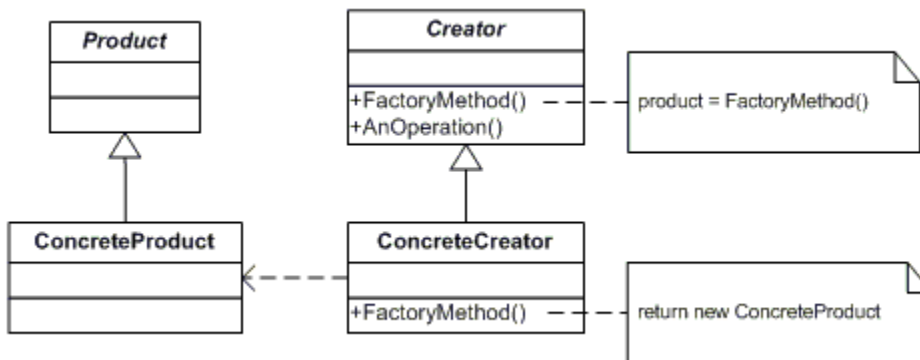 Product
Creator
+FactoryMethod()
+AnOperation()
product = FactoryMethod()
ConcreteProduct
ConcreteCreator
+FactoryMethod()
return new ConcreteProduct